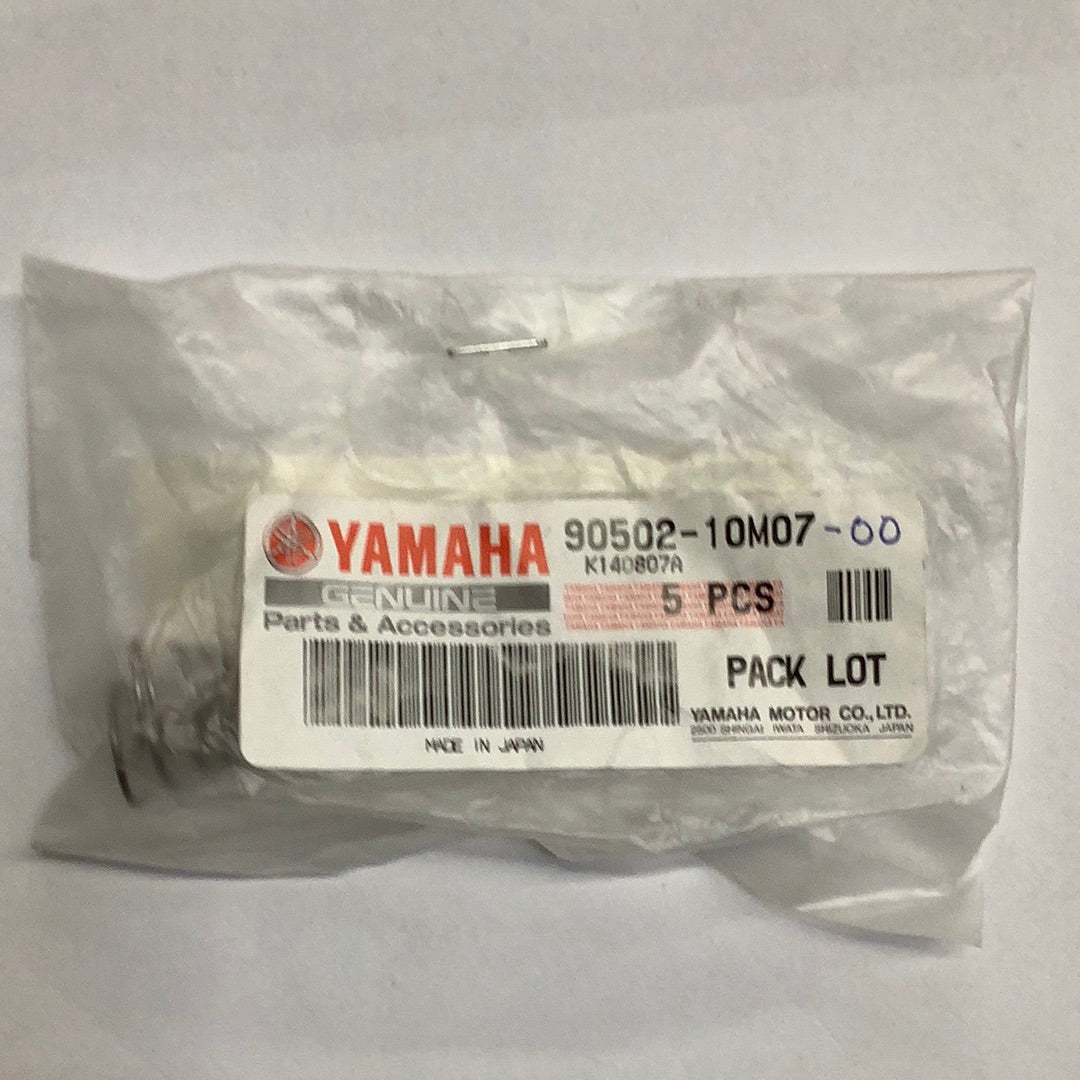 YAMAHA 90502-10M07-00
K140807A
GENUINE 5 PCS
Parts & Accessories
PACK LOT
YAMAHA MOTOR CO.,LTD.
2500 SHINGAI IWATA SHIZUOKA JAPAN
MADE IN JAPAN